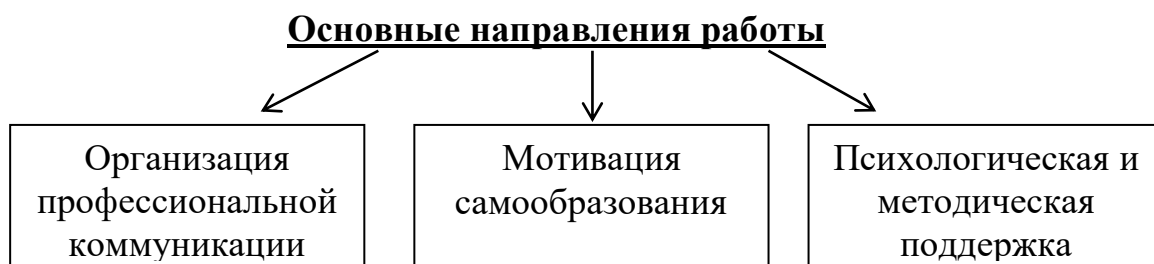 Основные направления работы
Организация
профессиональной
коммуникации
Мотивация
самообразования
Психологическая и
методическая
поддержка